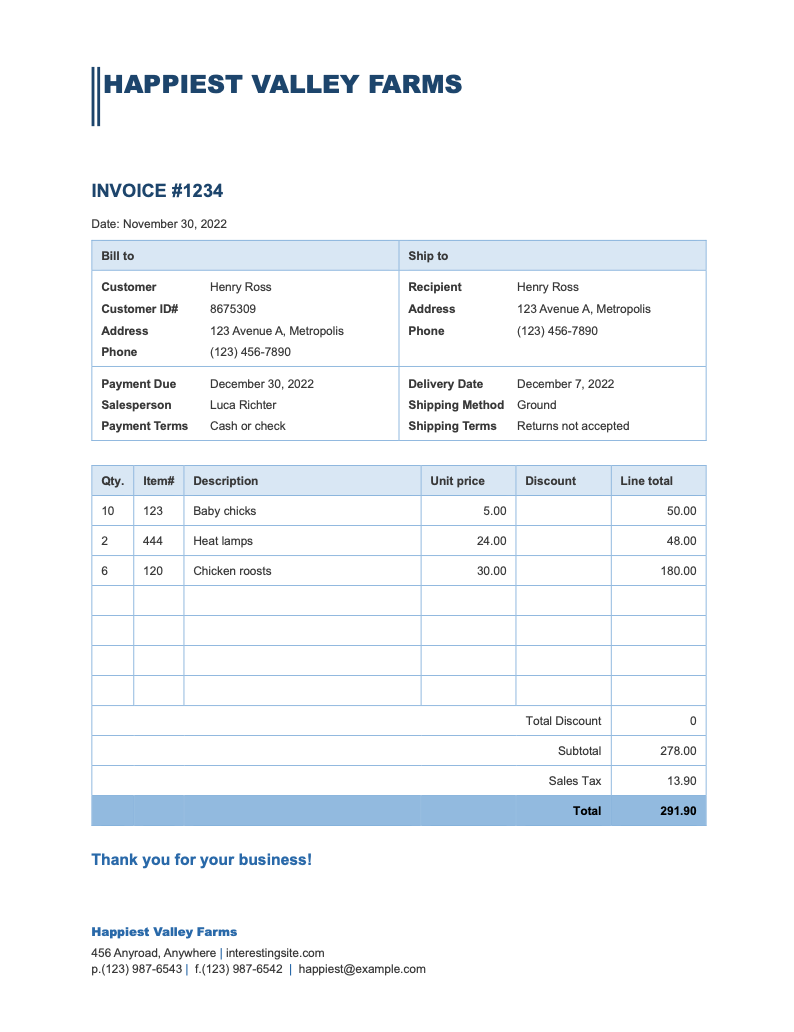 HAPPIEST VALLEY FARMS
INVOICE #1234
Date: November 30, 2022
Bill to Ship to
Customer Henry Ross Recipient Henry Ross
Customer ID# 8675309 Address 123 Avenue A, Metropolis
Address 123 Avenue A, Metropolis Phone (123) 456-7890
Phone (123) 456-7890
Payment Due December 30, 2022 Delivery Date December 7, 2022
Salesperson Luca Richter Shipping Method Ground
Payment Terms Cash or check Shipping Terms Returns not accepted
Qty. Item# Description Unit price Discount Line total
10 123 Baby chicks 5.00 50.00
2 444 Heat lamps 24.00 48.00
6 120 Chicken roosts 30.00 180.00
Total Discount 0
Subtotal 278.00
Sales Tax 13.90
Total 291.90
Thank you for your business!
Happiest Valley Farms
456 Anyroad, Anywhere | interestingsite.com
p.(123) 987-6543 | f.(123) 987-6542 | happiest@example.com